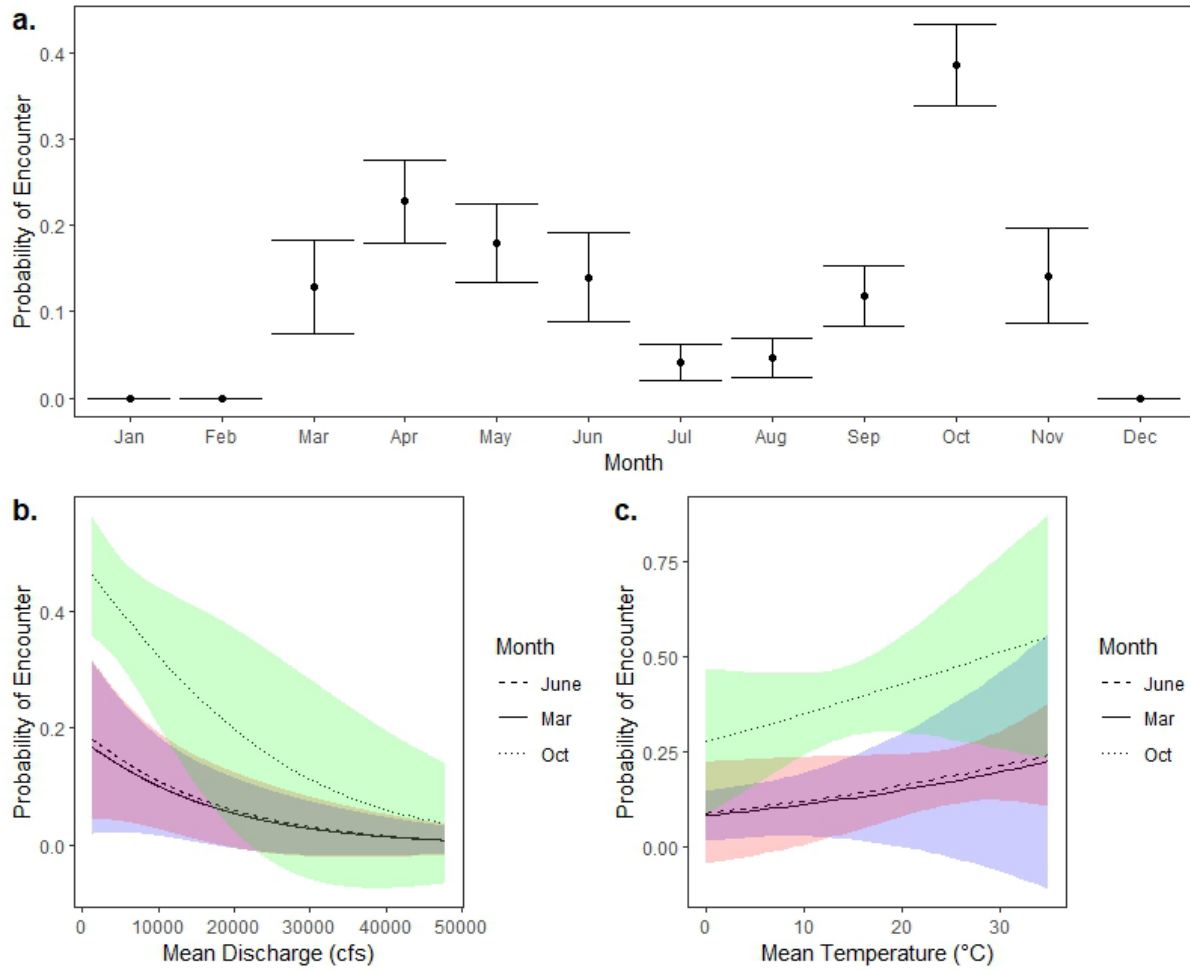 a.
Probability of Encounter
0.4
0.3
0.2
0.1
0.0
Jan Feb Mar Apr May Jun Jul Aug Sep Oct Nov Dec
Month
b.
Probability of Encounter
0.4
0.2
0.0
0 10000 20000 30000 40000 50000
Mean Discharge (cfs)
Month
June
Mar
Oct
c.
Probability of Encounter
0.75
0.50
0.25
0.00
0 10 20 30
Mean Temperature (°C)
Month
June
Mar
Oct